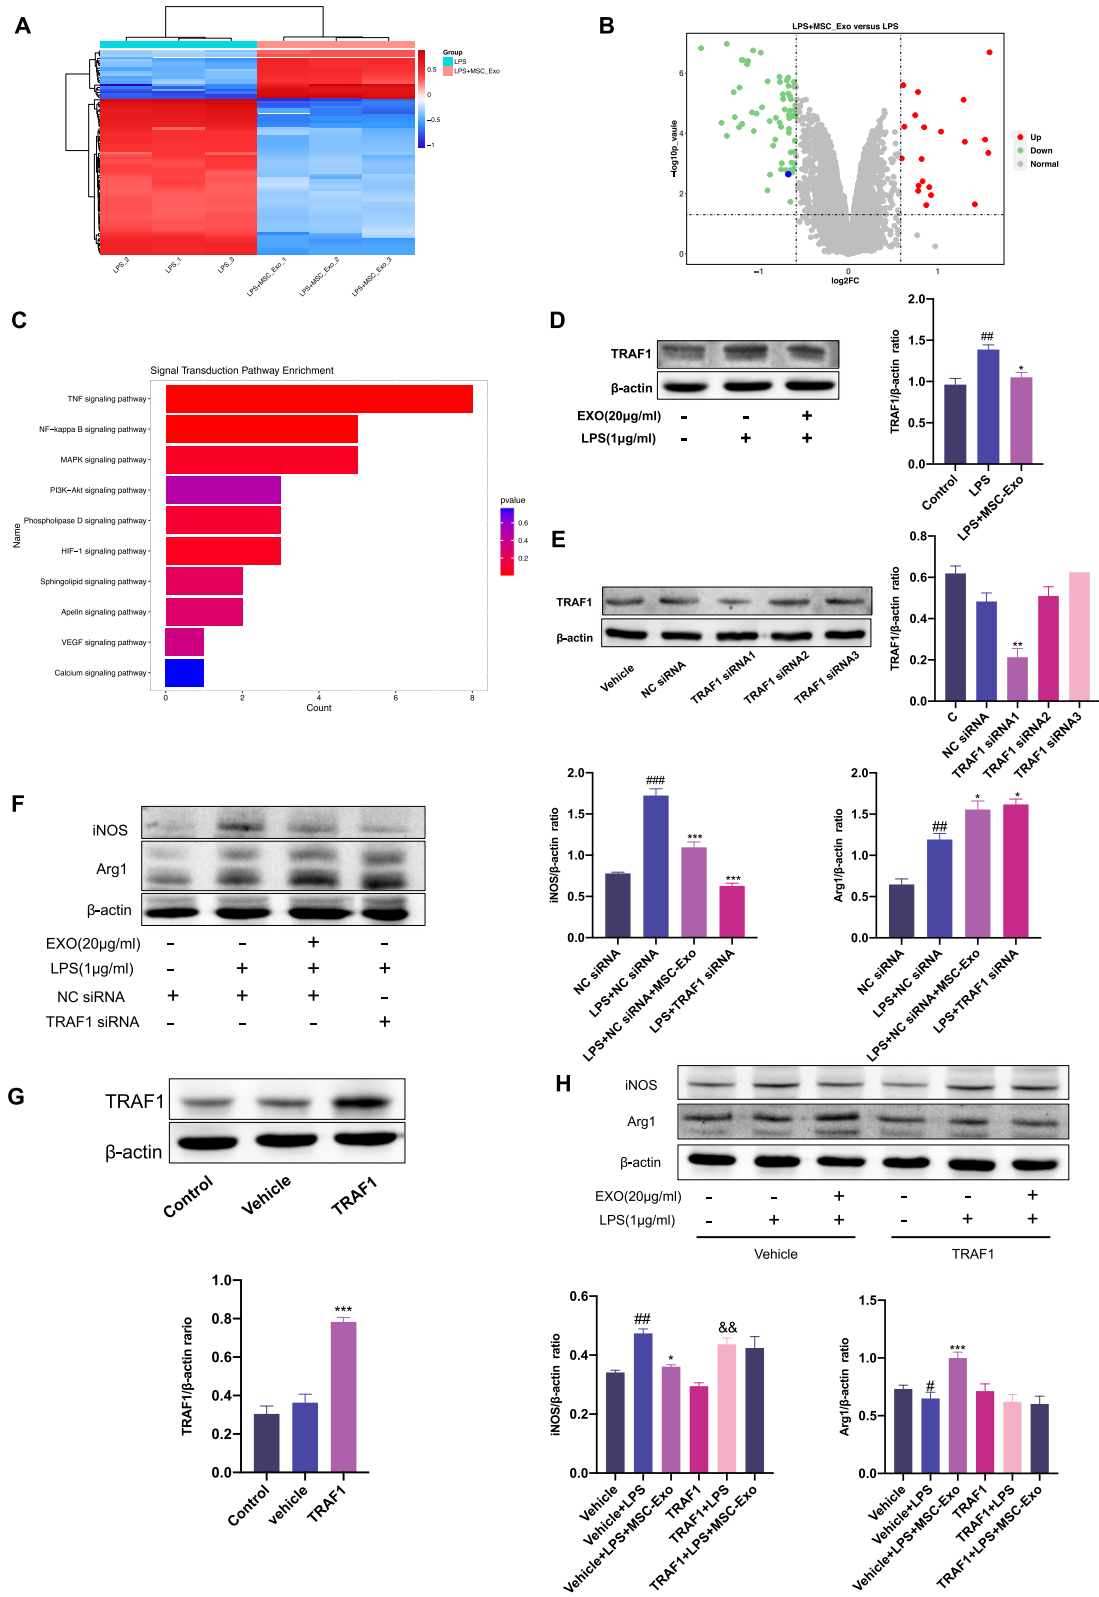 A
Group
LPS
LPS+MSC_Exo
0.5
0
−0.5
−1
LPS_2
LPS_1
LPS_3
LPS+MSC_Exo_1
LPS+MSC_Exo_2
LPS+MSC_Exo_3
B
LPS+MSC_Exo versus LPS
−log10p_vaule
6
4
2
0
−1
0
1
log2FC
Up
Down
Normal
C
Signal Transduction Pathway Enrichment
Name
TNF signaling pathway
NF−kappa B signaling pathway
MAPK signaling pathway
PI3K−Akt signaling pathway
Phospholipase D signaling pathway
HIF−1 signaling pathway
Sphingolipid signaling pathway
Apelin signaling pathway
VEGF signaling pathway
Calcium signaling pathway
0
2
4
6
8
Count
pvalue
0.6
0.4
0.2
D
TRAF1
β-actin
EXO(20μg/ml) - - +
LPS(1μg/ml) - + +
TRAF1/β-actin ratio
2.0
1.5
1.0
0.5
0.0
##
*
Control
LPS
LPS+MSC-Exo
E
TRAF1
β-actin
Vehicle
NC siRNA
TRAF1 siRNA1
TRAF1 siRNA2
TRAF1 siRNA3
TRAF1/β-actin ratio
0.8
0.6
0.4
0.2
0.0
**
C
NC siRNA
TRAF1 siRNA1
TRAF1 siRNA2
TRAF1 siRNA3
F
iNOS
Arg1
β-actin
EXO(20μg/ml) - - + -
LPS(1μg/ml) - + + +
NC siRNA + + + -
TRAF1 siRNA - - - +
iNOS/β-actin ratio
2.0
1.5
1.0
0.5
0.0
###
***
***
NC siRNA
LPS+NC siRNA
LPS+NC siRNA+MSC-Exo
LPS+TRAF1 siRNA
Arg1/β-actin ratio
2.0
1.5
1.0
0.5
0.0
##
*
*
NC siRNA
LPS+NC siRNA
LPS+NC siRNA+MSC-Exo
LPS+TRAF1 siRNA
G
TRAF1
β-actin
Control
Vehicle
TRAF1
TRAF1/β-actin rario
1.0
0.8
0.6
0.4
0.2
0.0
***
Control
vehicle
TRAF1
H
iNOS
Arg1
β-actin
EXO(20μg/ml) - - + - - +
LPS(1μg/ml) - + + - + +
Vehicle
TRAF1
iNOS/β-actin ratio
0.6
0.4
0.2
0.0
##
*
&&
Vehicle
Vehicle+LPS
Vehicle+LPS+MSC-Exo
TRAF1
TRAF1+LPS
TRAF1+LPS+MSC-Exo
Arg1/β-actin ratio
1.5
1.0
0.5
0.0
#
***
Vehicle
Vehicle+LPS
Vehicle+LPS+MSC-Exo
TRAF1
TRAF1+LPS
TRAF1+LPS+MSC-Exo